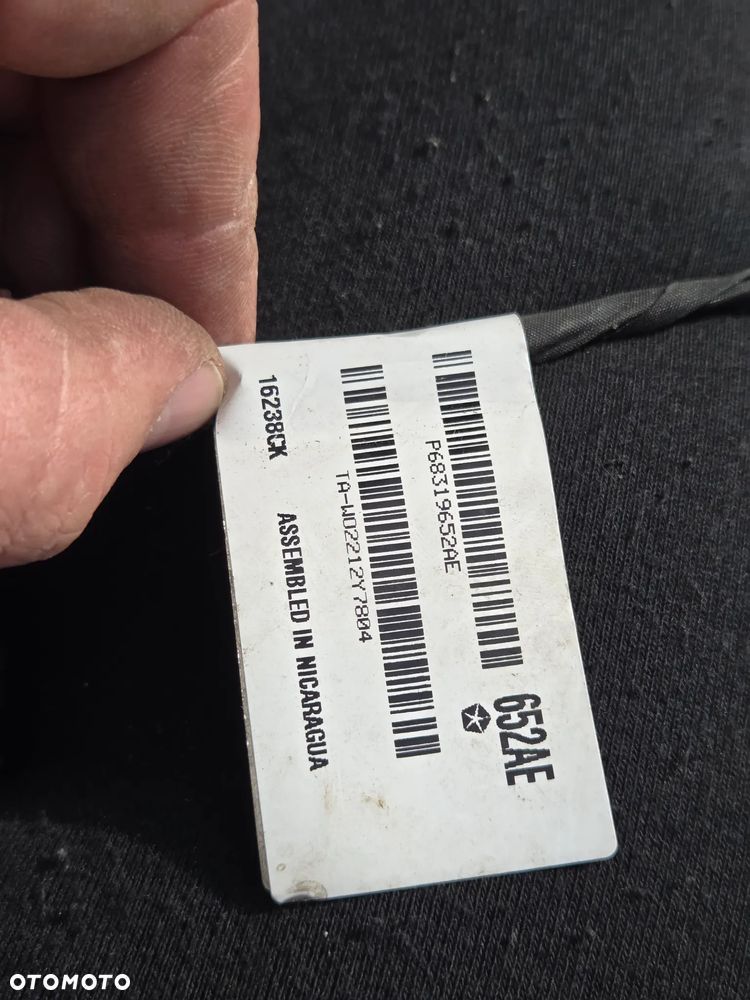 652AE
P68319652AE
TA-W02212Y7804
16238CK ASSEMBLED IN NICARAGUA
OTOMOTO